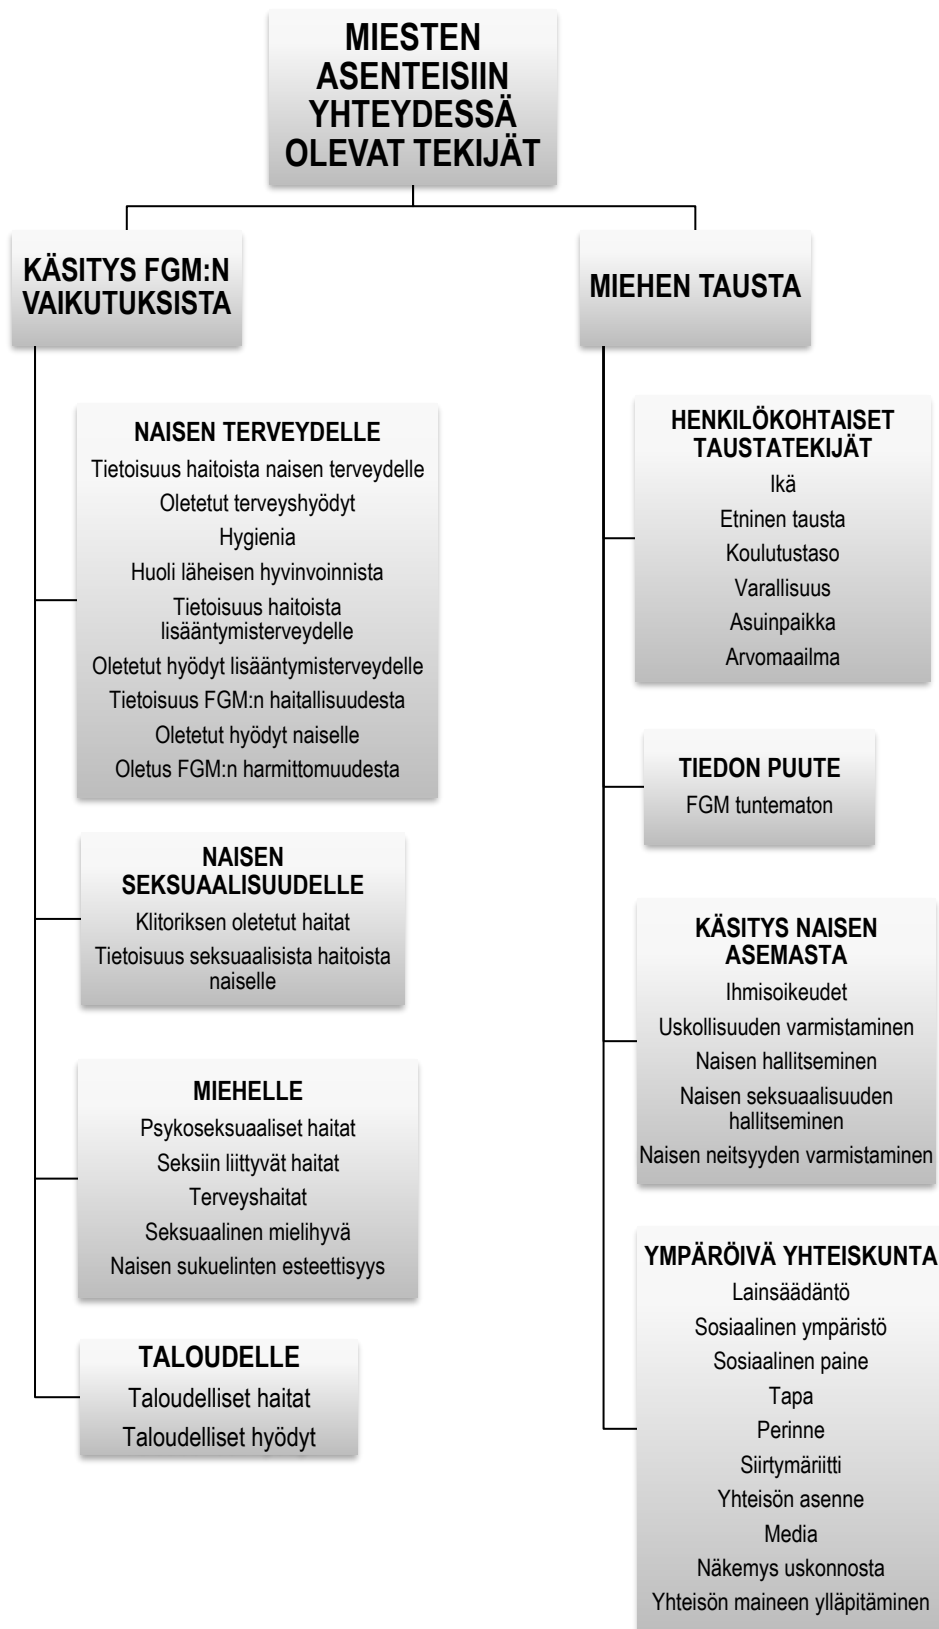 MIESTEN
ASENTEISIIN
YHTEYDESSÄ
OLEVAT TEKIJÄT
KÄSITYS FGM:N
VAIKUTUKSISTA
NAISEN TERVEYDELLE
Tietoisuus haitoista naisen terveydelle
Oletetut terveyshyödyt
Hygienia
Huoli läheisen hyvinvoinnista
Tietoisuus haitoista
lisääntymisterveydelle
Oletetut hyödyt lisääntymisterveydelle
Tietoisuus FGM:n haitallisuudesta
Oletetut hyödyt naiselle
Oletus FGM:n harmittomuudesta
NAISEN
SEKSUAALISUUDELLE
Klitoriksen oletetut haitat
Tietoisuus seksuaalisista haitoista
naiselle
MIEHELLE
Psykoseksuaaliset haitat
Seksiin liittyvät haitat
Terveyshaitat
Seksuaalinen mielihyvä
Naisen sukuelinten esteettisyys
TALOUDELLE
Taloudelliset haitat
Taloudelliset hyödyt
MIEHEN TAUSTA
HENKILÖKOHTAISET
TAUSTATEKIJÄT
Ikä
Etninen tausta
Koulutustaso
Varallisuus
Asuinpaikka
Arvomaailma
TIEDON PUUTE
FGM tuntematon
KÄSITYS NAISEN
ASEMASTA
Ihmisoikeudet
Uskollisuuden varmistaminen
Naisen hallitseminen
Naisen seksuaalisuuden
hallitseminen
Naisen neitsyyden varmistaminen
YMPÄRÖIVÄ YHTEISKUNTA
Lainsäädäntö
Sosiaalinen ympäristö
Sosiaalinen paine
Tapa
Perinne
Siirtymäriitti
Yhteisön asenne
Media
Näkemys uskonnosta
Yhteisön maineen ylläpitäminen